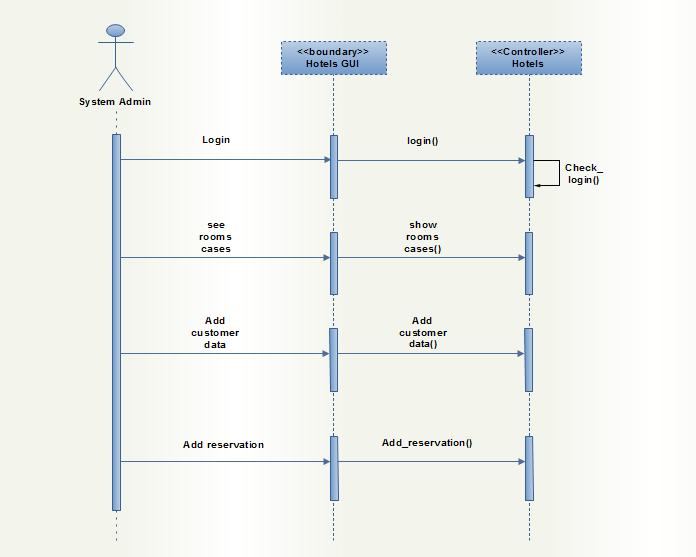 <<boundary>>
Hotels GUI
<<Controller>>
Hotels
System Admin
Login
login()
Check_
login()
see
rooms
cases
show
rooms
cases()
Add
customer
data
Add
customer
data()
Add reservation
Add_reservation()